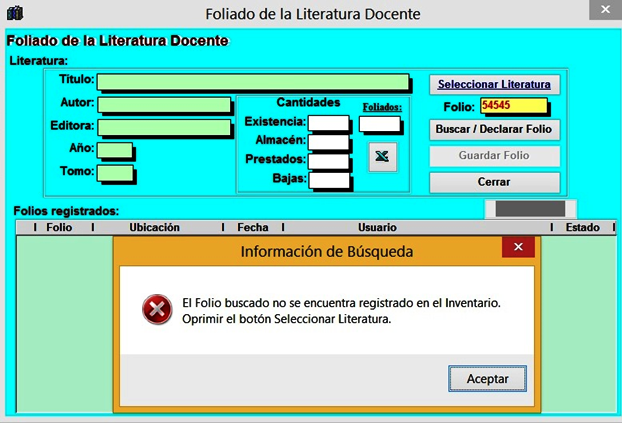 Foliado de la Literatura Docente
Foliado de la Literatura Docente
Literatura:
Titulo:
Seleccionar Literatura
Autor:
Cantidades
Foliados:
Folio:
54545
Editora:
Existencia:
Buscar / Declarar Folio
Año:
Almacén:
Guardar Folio
Tomo:
Prestados:
Bajas:
Cerrar
Folios registrados:
I Folio I Ubicación I Fecha I Usuario I Estado I
Información de Búsqueda
El Folio buscado no se encuentra registrado en el Inventario.
Oprimir el botón Seleccionar Literatura.
Aceptar